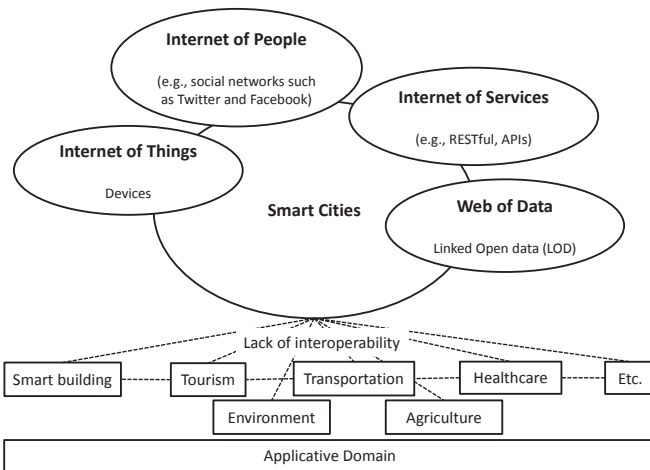 Internet of People
(e.g., social networks such
as Twitter and Facebook)
Internet of Services
(e.g., RESTful, APIs)
Internet of Things
Devices
Smart Cities
Web of Data
Linked Open data (LOD)
Lack of interoperability
Smart building
Tourism
Transportation
Healthcare
Etc.
Environment
Agriculture
Applicative Domain